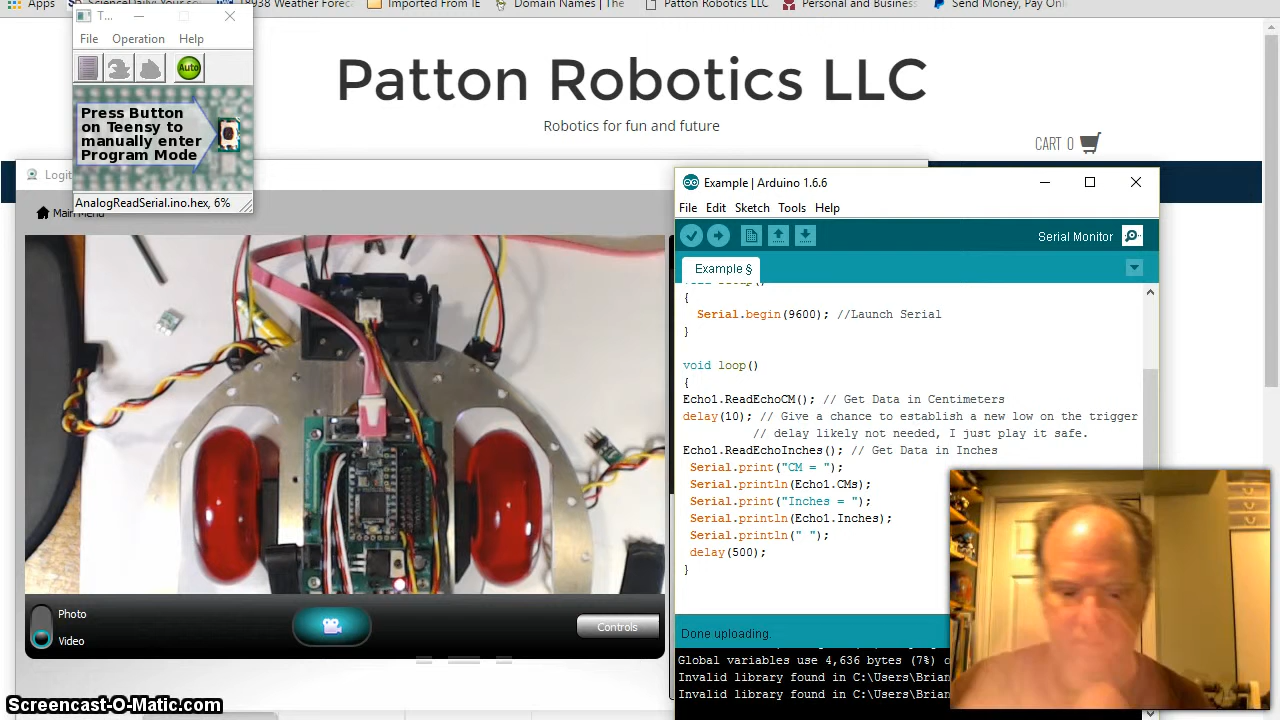 Apps
ScienceDaily: Your
18038 Weather Forec
Imported From IE
Domain Names | The
Patton Robotics LLC
Personal and Business
Send Money, Pay Onl
T...
File Operation Help
Auto
Press Button
on Teensy to
manually enter
Program Mode
AnalogReadSerial.ino.hex, 6%
Patton Robotics LLC
Robotics for fun and future
CART 0
Logit
Main Menu
Photo
Video
Controls
Example | Arduino 1.6.6
File Edit Sketch Tools Help
Serial Monitor
Example §
{
Serial.begin(9600); //Launch Serial
}
void loop()
{
Echo1.ReadEchoCM(); // Get Data in Centimeters
delay(10); // Give a chance to establish a new low on the trigger
// delay likely not needed, I just play it safe.
Echo1.ReadEchoInches(); // Get Data in Inches
Serial.print("CM = ");
Serial.println(Echo1.CMs);
Serial.print("Inches = ");
Serial.println(Echo1.Inches);
Serial.println(" ");
delay(500);
}
Done uploading.
Global variables use 4,636 bytes (7%) o
Invalid library found in C:\Users\Brian
Invalid library found in C:\Users\Brian
Screencast-O-Matic.com